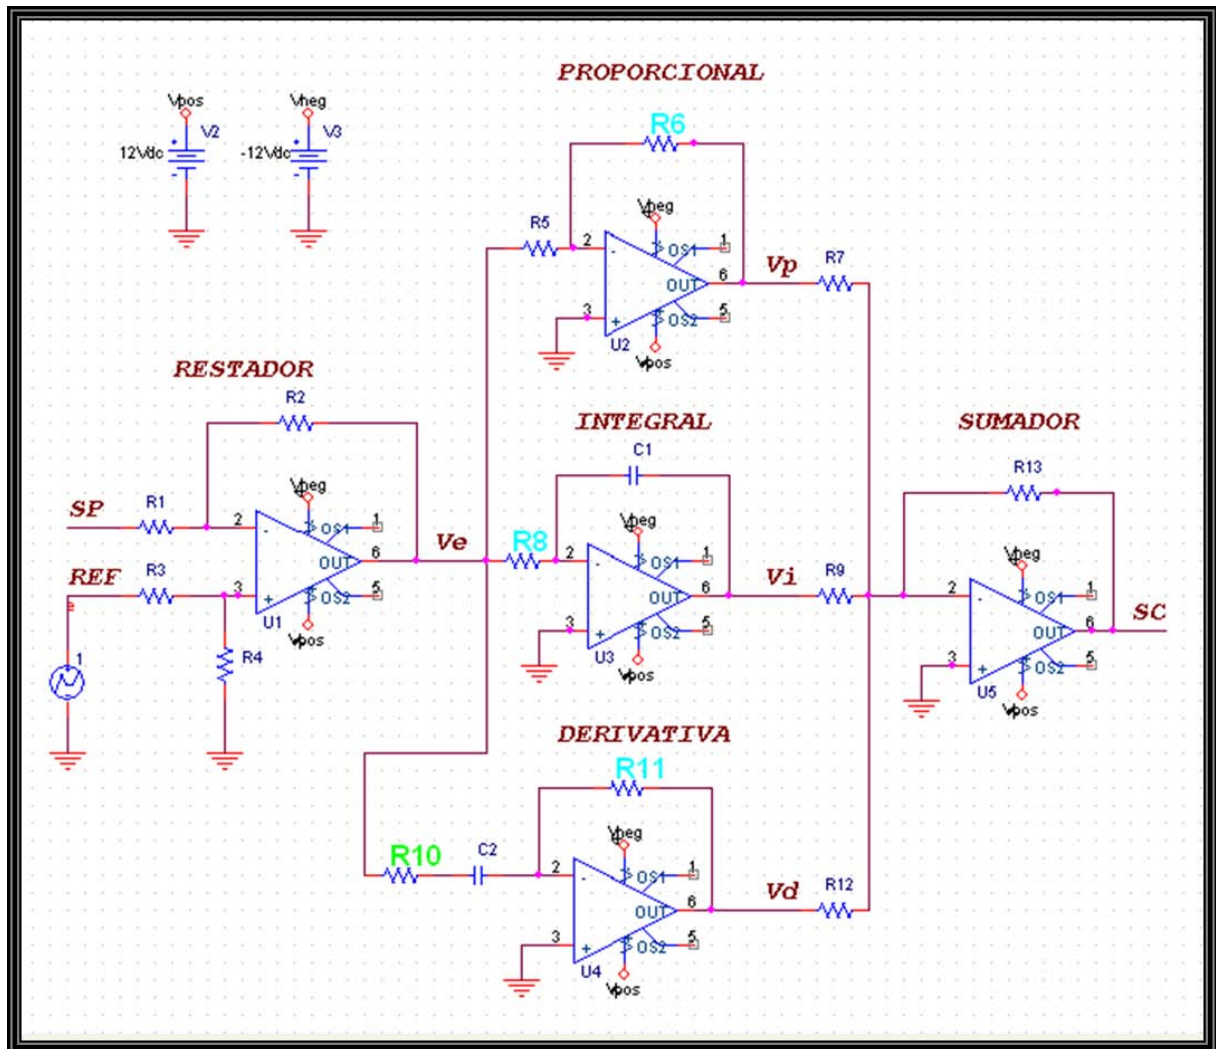 PROPORCIONAL
Vpos
Vneg
V2
V3
12Vdc
-12Vdc
R6
Vneg
R5
2
-
OS1
1
OUT
6
Vp
R7
3
+
OS2
5
U2
Vpos
RESTADOR
R2
INTEGRAL
C1
SUMADOR
R13
SP
R1
Vneg
2
-
OS1
1
OUT
6
Ve
REF
R3
3
+
OS2
5
U1
Vpos
R4
1
R8
Vneg
2
-
OS1
1
OUT
6
Vi
R9
3
+
OS2
5
U3
Vpos
Vneg
2
-
OS1
1
OUT
6
SC
3
+
OS2
5
U5
Vpos
DERIVATIVA
R11
R10
C2
Vneg
2
-
OS1
1
OUT
6
Vd
R12
3
+
OS2
5
U4
Vpos